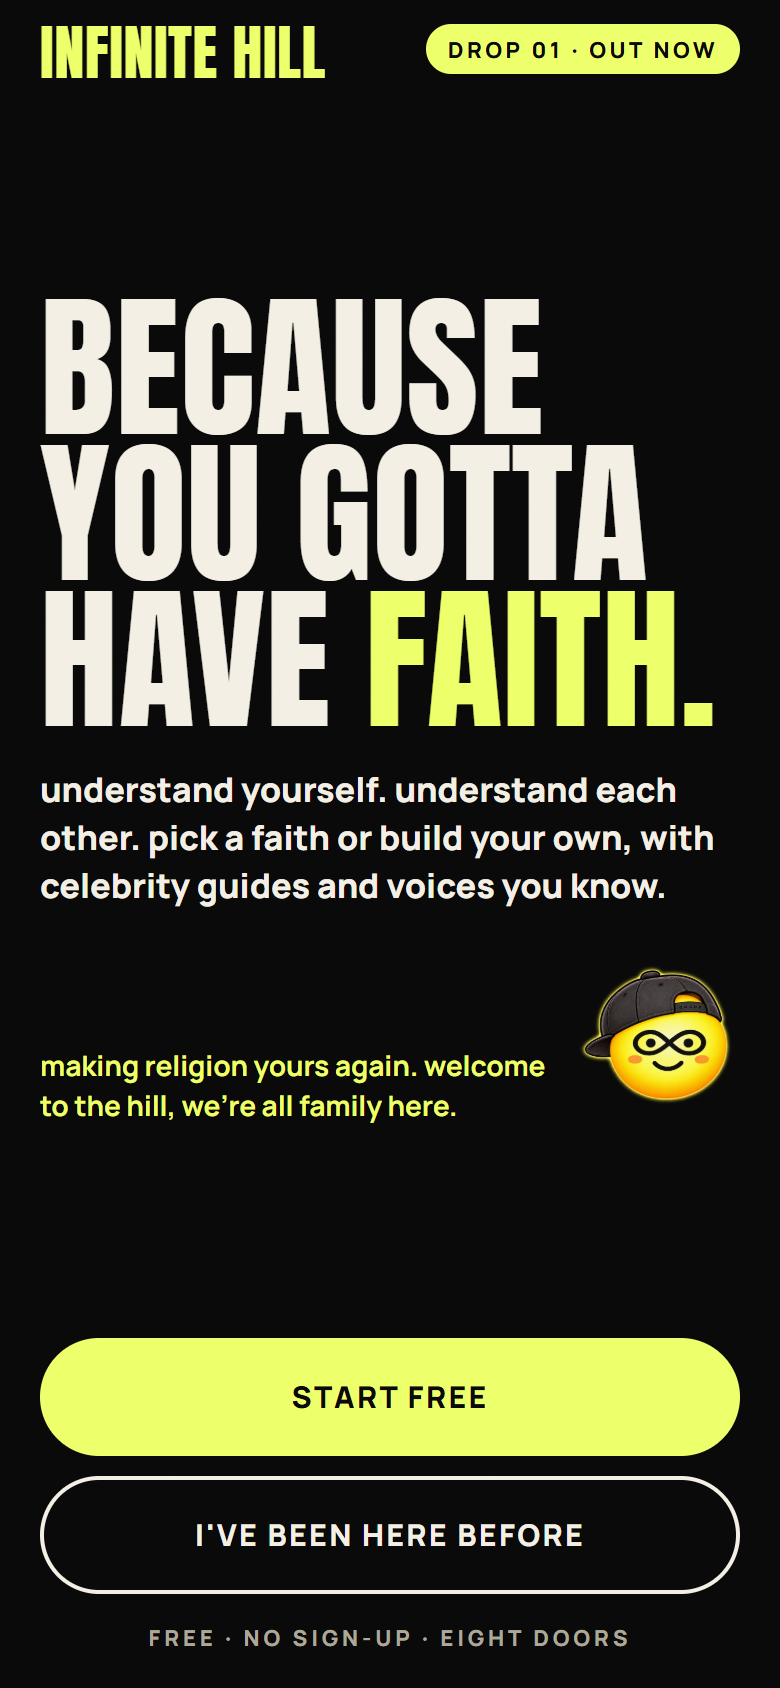 INFINITE HILL
DROP 01 · OUT NOW
BECAUSE
YOU GOTTA
HAVE FAITH.
understand yourself. understand each
other. pick a faith or build your own, with
celebrity guides and voices you know.
making religion yours again. welcome
to the hill, we’re all family here.
START FREE
I'VE BEEN HERE BEFORE
FREE · NO SIGN-UP · EIGHT DOORS